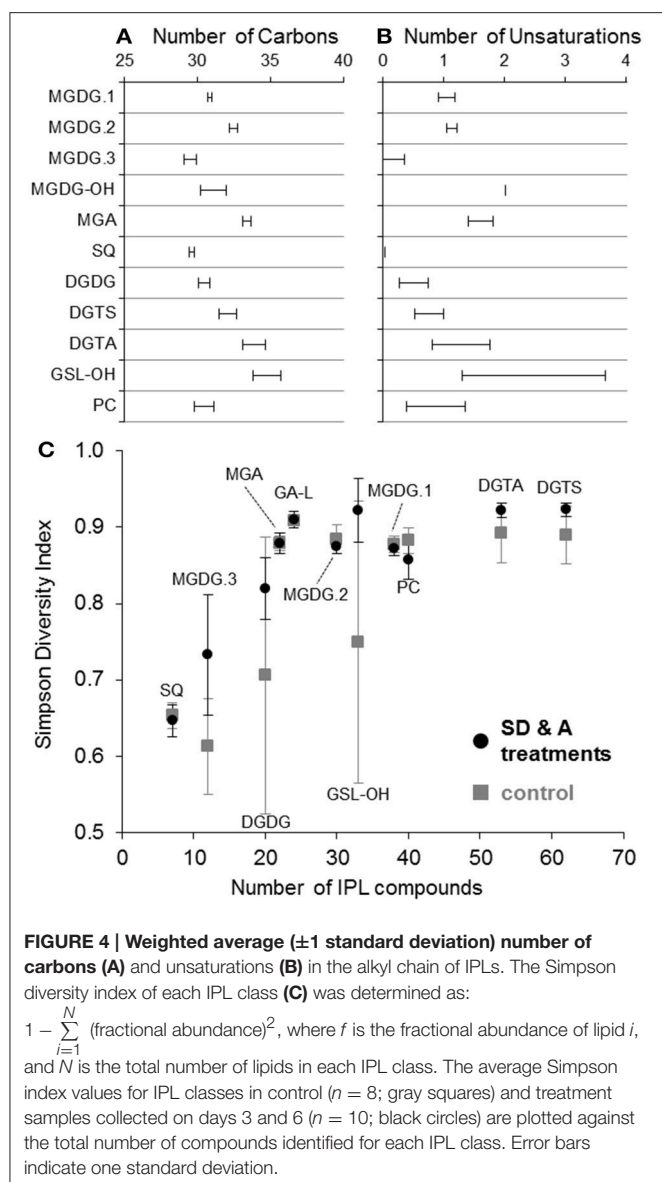 A Number of Carbons B Number of Unsaturations
25 30 35 40 0 1 2 3 4
MGDG.1
MGDG.2
MGDG.3
MGDG-OH
MGA
SQ
DGDG
DGTS
DGTA
GSL-OH
PC
C
Simpson Diversity Index
1.0
0.9
0.8
0.7
0.6
0.5
MGA
GA-L
MGDG.1
DGTA
DGTS
MGDG.3
MGDG.2
PC
SQ
DGDG
GSL-OH
SD & A
treatments
control
0 10 20 30 40 50 60 70
Number of IPL compounds
FIGURE 4 | Weighted average (±1 standard deviation) number of
carbons (A) and unsaturations (B) in the alkyl chain of IPLs. The Simpson
diversity index of each IPL class (C) was determined as:
1 − N∑i=1 (fractional abundance)², where f is the fractional abundance of lipid i,
and N is the total number of lipids in each IPL class. The average Simpson
index values for IPL classes in control (n = 8; gray squares) and treatment
samples collected on days 3 and 6 (n = 10; black circles) are plotted against
the total number of compounds identified for each IPL class. Error bars
indicate one standard deviation.